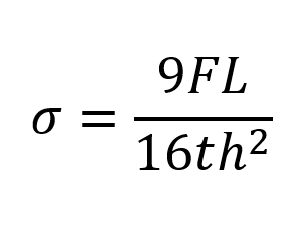 σ = 9FL / 16th²